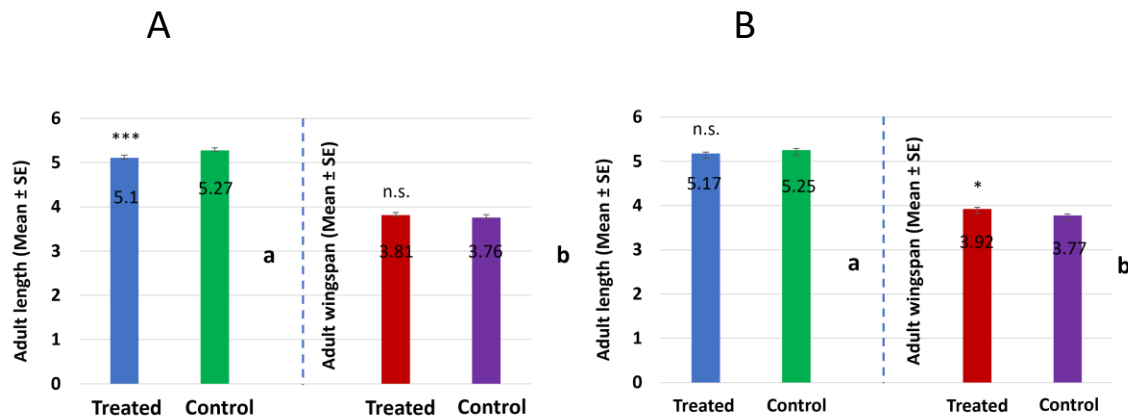 A
B
6
5
4
3
2
1
0
Adult length (Mean ± SE)
***
5.1
5.27
a
Adult wingspan (Mean ± SE)
n.s.
3.81
3.76
b
Treated
Control
Treated
Control
6
5
4
3
2
1
0
Adult length (Mean ± SE)
n.s.
5.17
5.25
a
Adult wingspan (Mean ± SE)
*
3.92
3.77
b
Treated
Control
Treated
Control